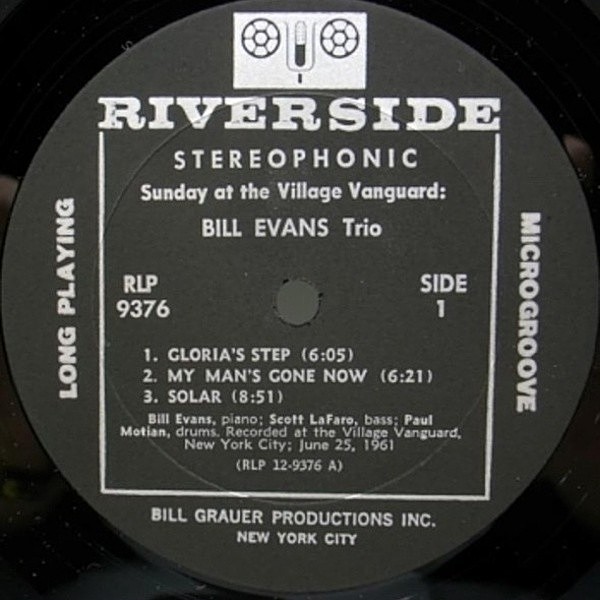 RIVERSIDE
STEREOPHONIC
Sunday at the Village Vanguard:
BILL EVANS Trio
RLP
9376
SIDE
1
LONG PLAYING
MICROGROOVE
1. GLORIA'S STEP (6:05)
2. MY MAN'S GONE NOW (6:21)
3. SOLAR (8:51)
Bill Evans, piano; Scott LaFaro, bass; Paul
Motian, drums. Recorded at the Village Vanguard,
New York City; June 25, 1961
(RLP 12-9376 A)
BILL GRAUER PRODUCTIONS INC.
NEW YORK CITY